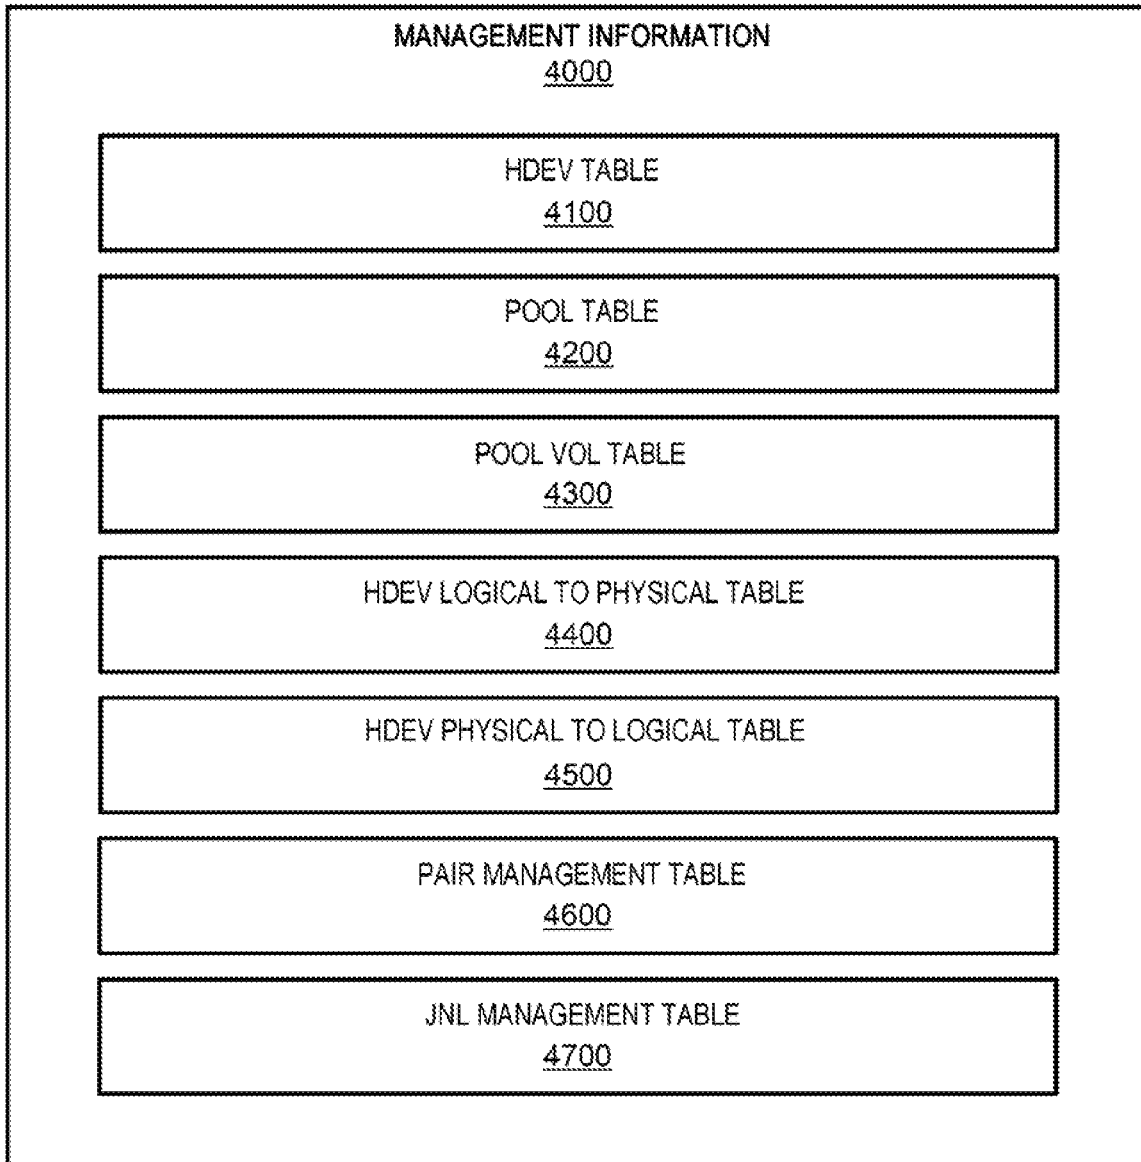 MANAGEMENT INFORMATION
4000
HDEV TABLE
4100
POOL TABLE
4200
POOL VOL TABLE
4300
HDEV LOGICAL TO PHYSICAL TABLE
4400
HDEV PHYSICAL TO LOGICAL TABLE
4500
PAIR MANAGEMENT TABLE
4600
JNL MANAGEMENT TABLE
4700